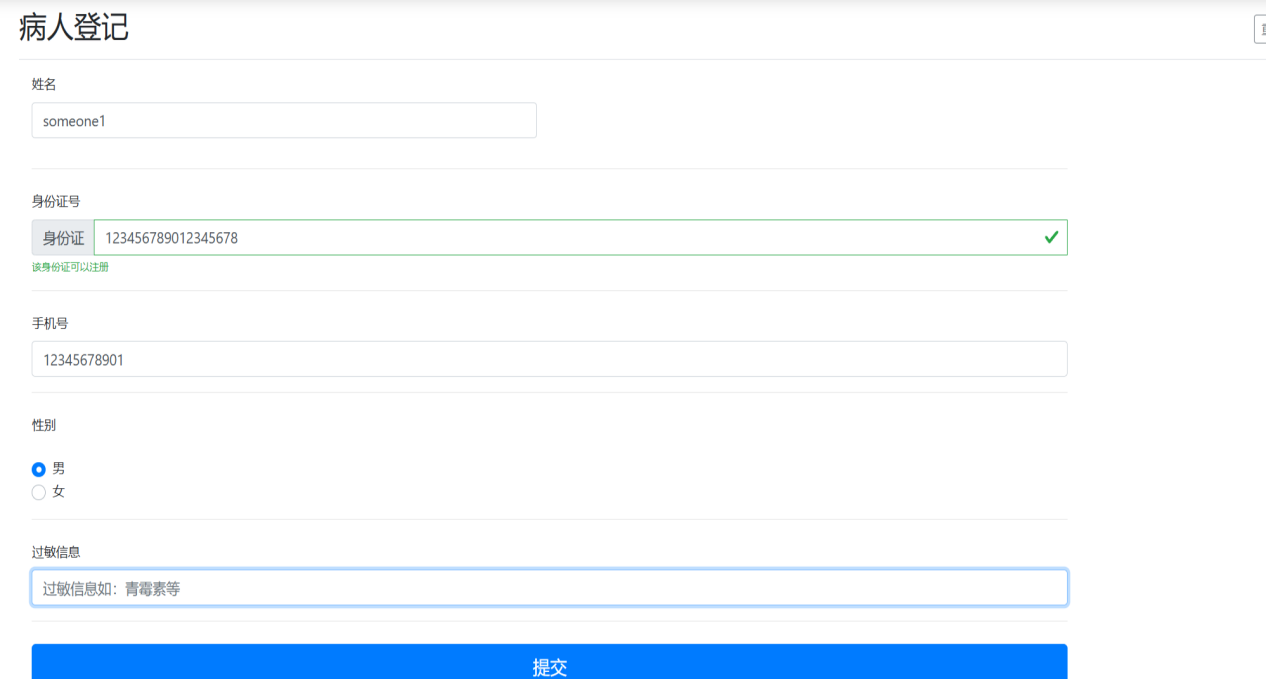 病人登记
姓名
someone1
身份证号
身份证 123456789012345678
该身份证可以注册
手机号
12345678901
性别
男
女
过敏信息
过敏信息如：青霉素等
提交